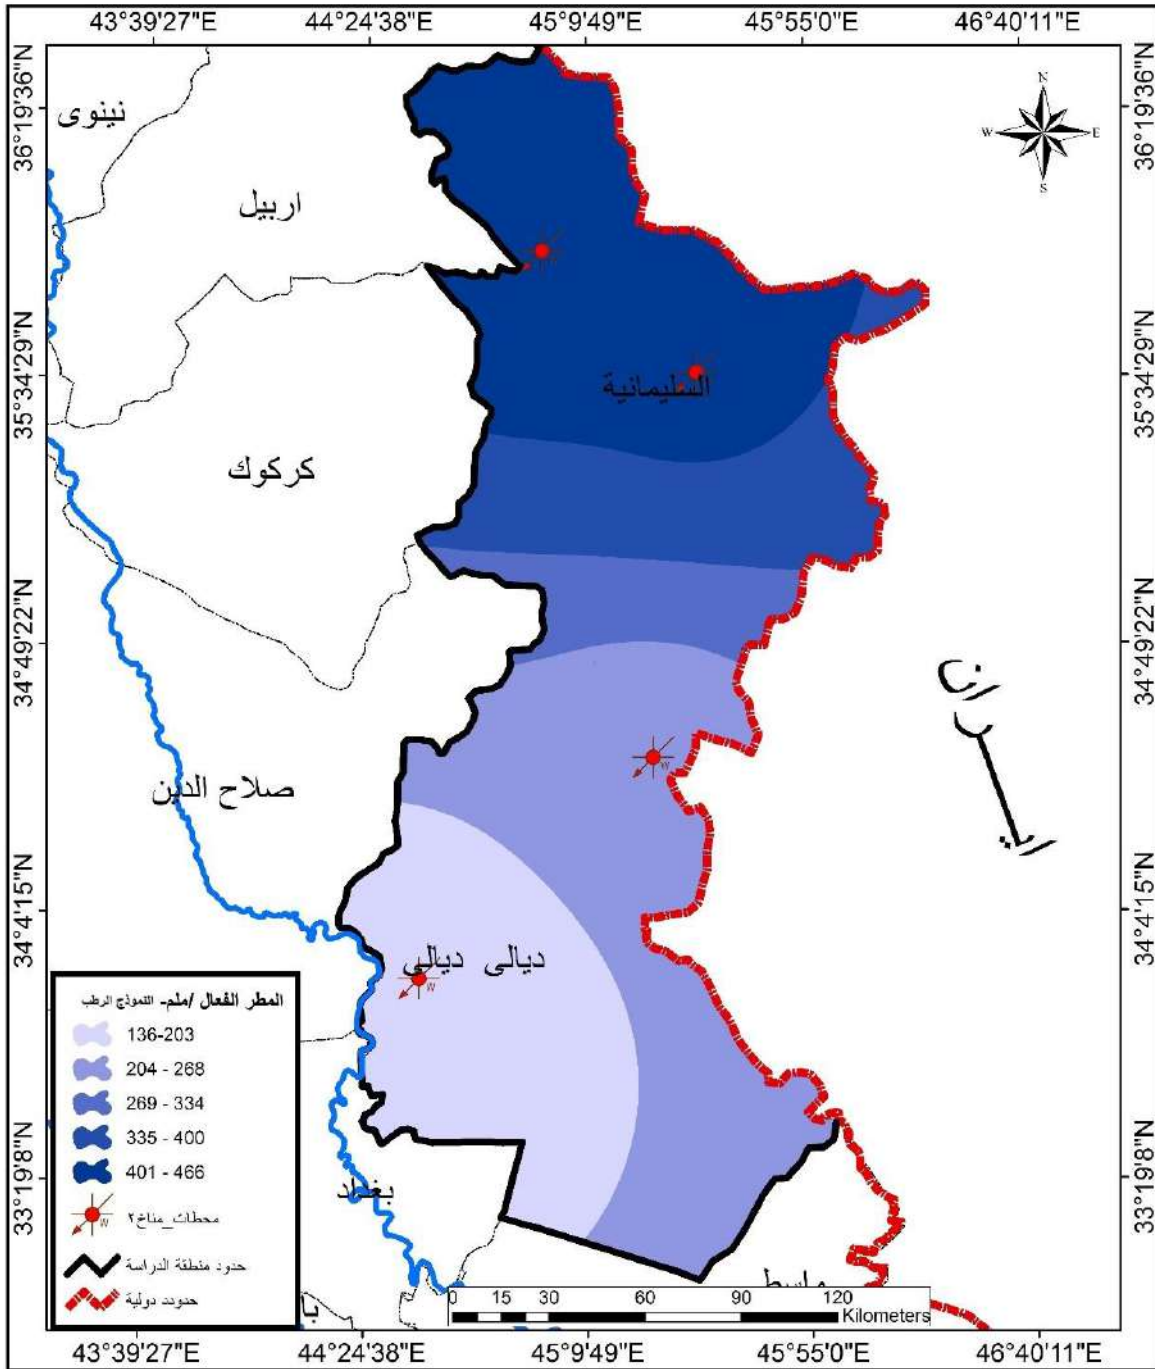 43°39'27"E 44°24'38"E 45°9'49"E 45°55'0"E 46°40'11"E
36°19'36"N
36°19'36"N
نينوى
N
W E
S
اربيل
35°34'29"N
35°34'29"N
السليمانية
كركوك
34°49'22"N
34°49'22"N
صلاح الدين
34°4'15"N
34°4'15"N
W
ديالى ديالى
W
المطر الفعال /ملم- النموذج الرطب
136-203
204 - 268
269 - 334
335 - 400
401 - 466
W
محطات_مناخ٢
حدود منطقة الدراسة
حدود دولية
33°19'8"N
33°19'8"N
بغداد
با
0 15 30 60 90 120
Kilometers
43°39'27"E 44°24'38"E 45°9'49"E 45°55'0"E 46°40'11"E